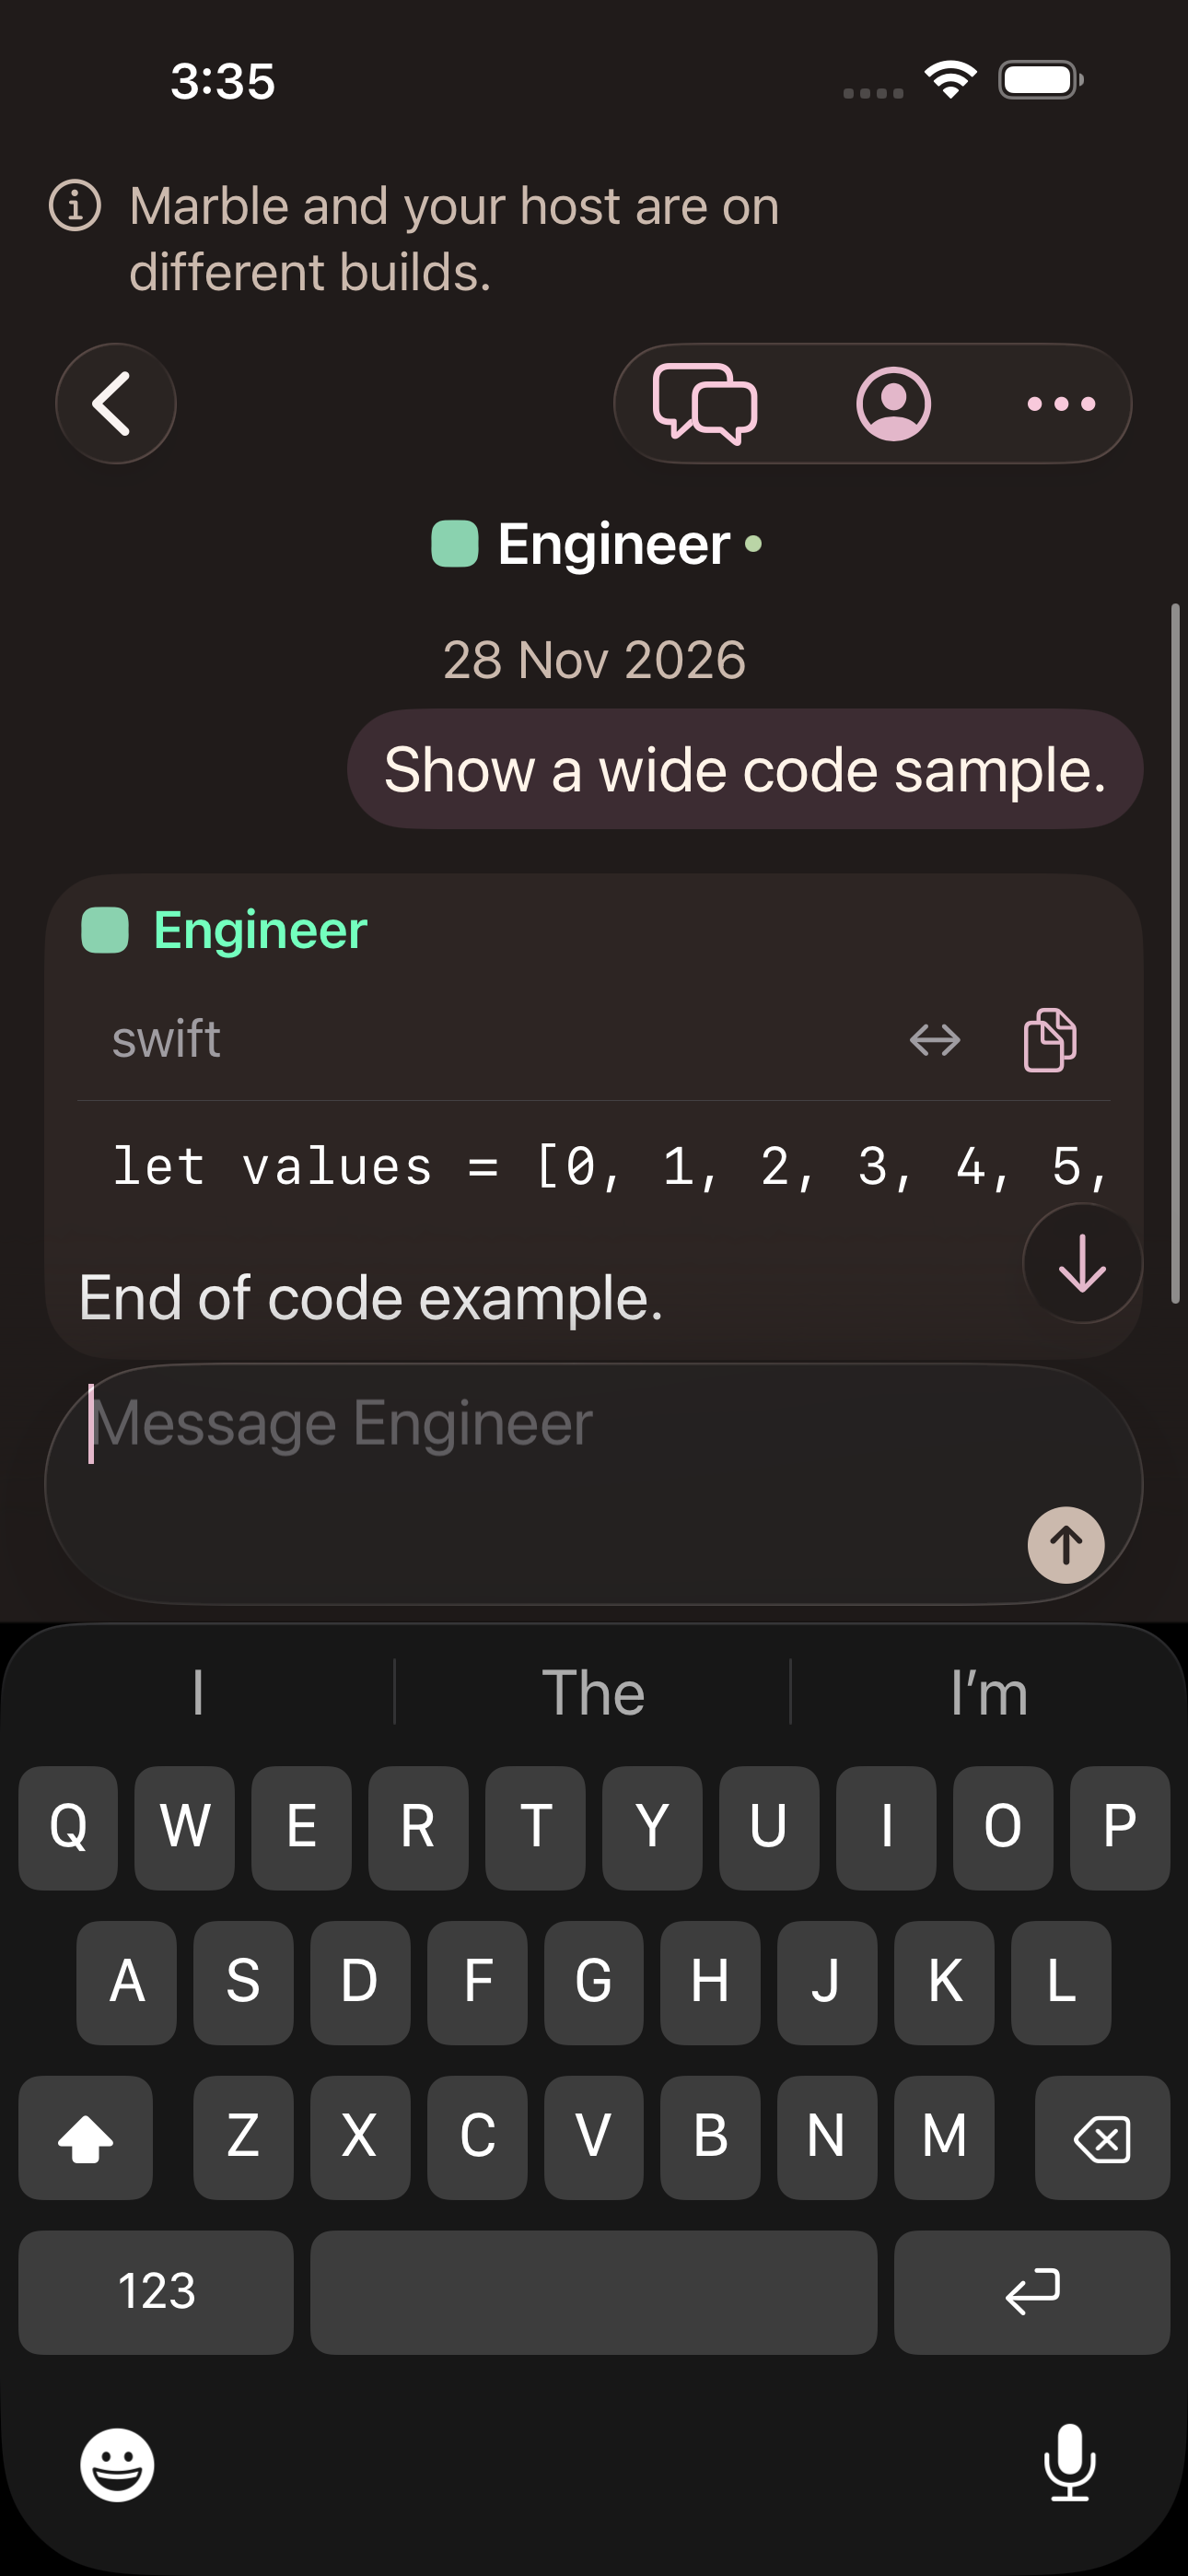 3:35
Marble and your host are on
different builds.
Engineer
28 Nov 2026
Show a wide code sample.
Engineer
swift
let values = [0, 1, 2, 3, 4, 5,
End of code example.
Message Engineer
I The I’m
Q W E R T Y U I O P
A S D F G H J K L
Z X C V B N M
123